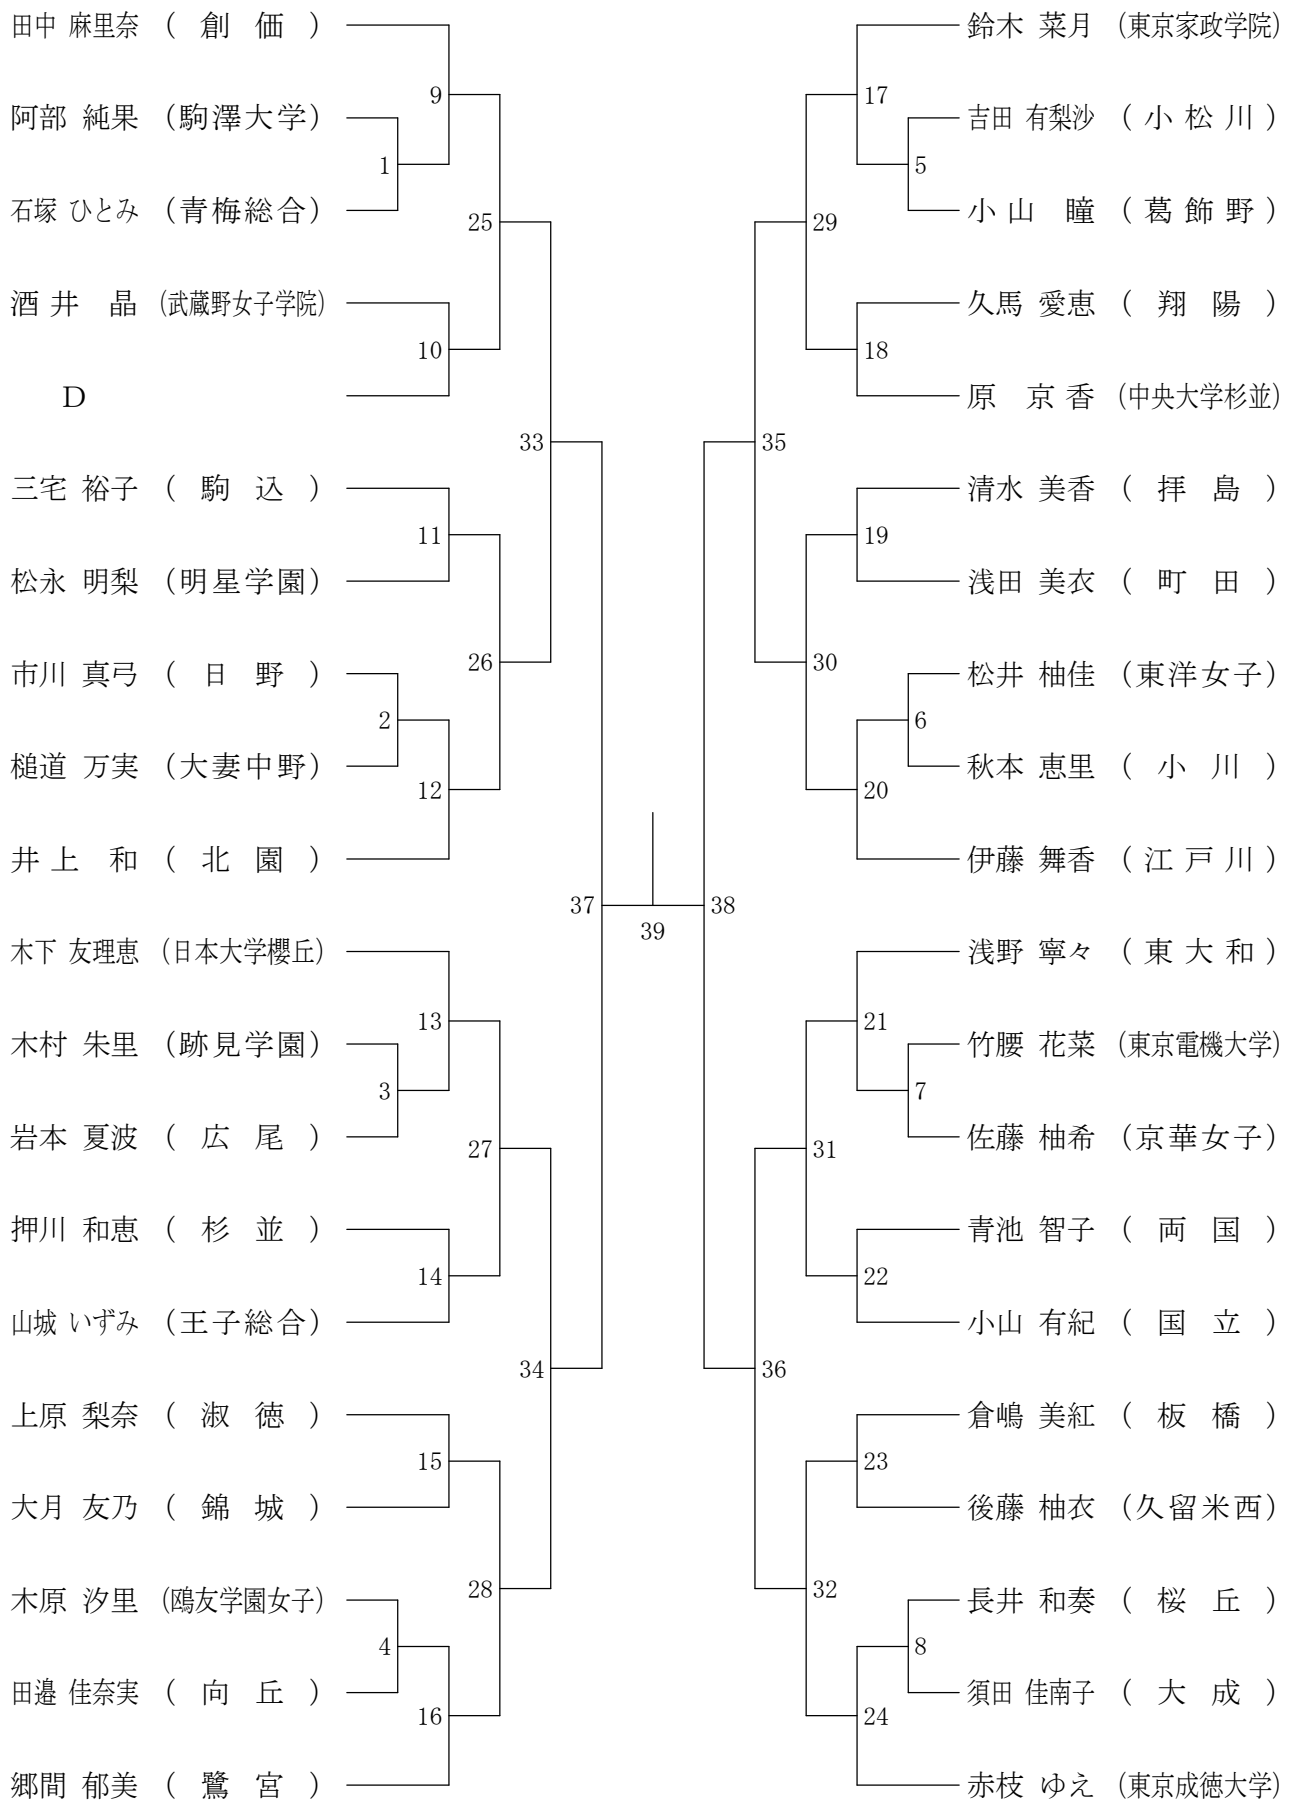 田中 麻里奈 ( 創 価 )
9
阿部 純果 (駒澤大学)
1
石塚 ひとみ (青梅総合)
25
酒井 晶 (武蔵野女子学院)
10
D
33
三宅 裕子 ( 駒 込 )
11
松永 明梨 (明星学園)
26
市川 真弓 ( 日 野 )
2
槌道 万実 (大妻中野)
12
井上 和 ( 北 園 )
37
木下 友理恵 (日本大学櫻丘)
13
木村 朱里 (跡見学園)
3
岩本 夏波 ( 広 尾 )
27
押川 和恵 ( 杉 並 )
14
山城 いずみ (王子総合)
34
上原 梨奈 ( 淑 徳 )
15
大月 友乃 ( 錦 城 )
28
木原 汐里 (鴎友学園女子)
4
田邉 佳奈実 ( 向 丘 )
16
郷間 郁美 ( 鷺 宮 )
39
鈴木 菜月 (東京家政学院)
17
吉田 有梨沙 ( 小 松 川 )
5
小山 瞳 ( 葛 飾 野 )
29
久馬 愛恵 ( 翔 陽 )
18
原 京香 (中央大学杉並)
35
清水 美香 ( 拝 島 )
19
浅田 美衣 ( 町 田 )
30
松井 柚佳 (東洋女子)
6
秋本 恵里 ( 小 川 )
20
伊藤 舞香 ( 江 戸 川 )
38
浅野 寧々 ( 東 大 和 )
21
竹腰 花菜 (東京電機大学)
7
佐藤 柚希 (京華女子)
31
青池 智子 ( 両 国 )
22
小山 有紀 ( 国 立 )
36
倉嶋 美紅 ( 板 橋 )
23
後藤 柚衣 (久留米西)
32
長井 和奏 ( 桜 丘 )
8
須田 佳南子 ( 大 成 )
24
赤枝 ゆえ (東京成徳大学)